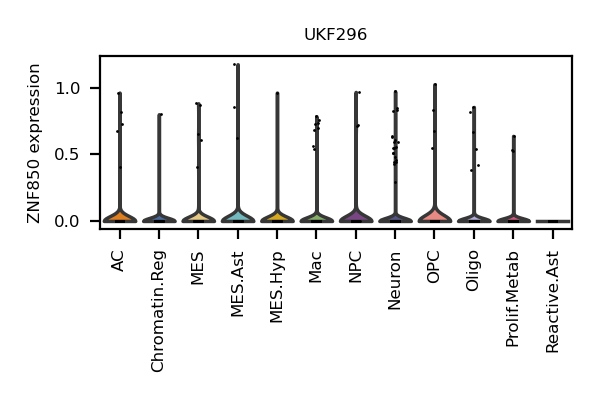 UKF296
ZNF850 expression
1.0
0.5
0.0
AC
Chromatin.Reg
MES
MES.Ast
MES.Hyp
Mac
NPC
Neuron
OPC
Oligo
Prolif.Metab
Reactive.Ast